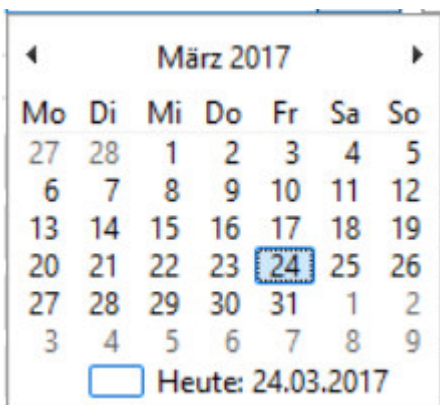 März 2017
Mo Di Mi Do Fr Sa So
27 28 1 2 3 4 5
6 7 8 9 10 11 12
13 14 15 16 17 18 19
20 21 22 23 24 25 26
27 28 29 30 31 1 2
3 4 5 6 7 8 9
Heute: 24.03.2017